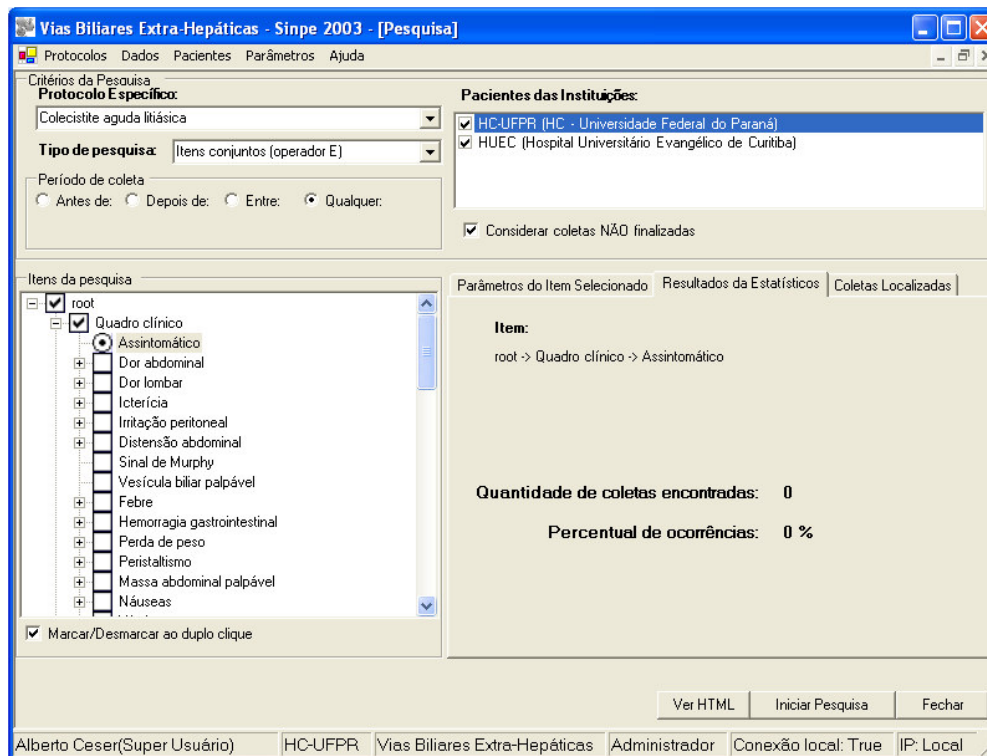 Vias Biliares Extra-Hepáticas - Sinpe 2003 - [Pesquisa]
Protocolos Dados Pacientes Parâmetros Ajuda
Critérios da Pesquisa
Protocolo Específico:
Colecistite aguda litiásica
Tipo de pesquisa: Itens conjuntos (operador E)
Período de coleta
Antes de: Depois de: Entre: Qualquer:
Pacientes das Instituições:
HC-UFPR (HC - Universidade Federal do Paraná)
HUEC (Hospital Universitário Evangélico de Curitiba)
Considerar coletas NÃO finalizadas
Itens da pesquisa
root
Quadro clínico
Assintomático
Dor abdominal
Dor lombar
Icterícia
Irritação peritoneal
Distensão abdominal
Sinal de Murphy
Vesícula biliar palpável
Febre
Hemorragia gastrointestinal
Perda de peso
Peristaltismo
Massa abdominal palpável
Náuseas
Marcar/Desmarcar ao duplo clique
Parâmetros do Item Selecionado Resultados da Estatísticos Coletas Localizadas
Item:
root -> Quadro clínico -> Assintomático
Quantidade de coletas encontradas: 0
Percentual de ocorrências: 0 %
Ver HTML Iniciar Pesquisa Fechar
Alberto Ceser(Super Usuário) HC-UFPR Vias Biliares Extra-Hepáticas Administrador Conexão local: True IP: Local